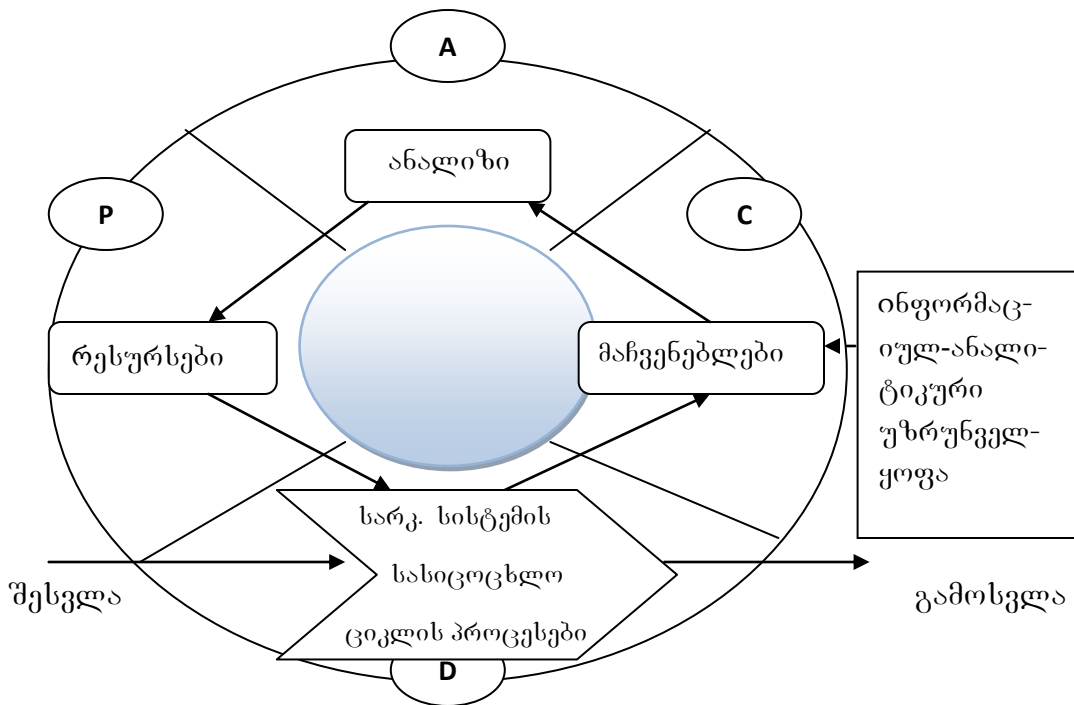 A
ანალიზი
P
C
რესურსები
მაჩვენებლები
ინფორმაც-
იულ-ანალი-
ტიკური
უზრუნველ-
ყოფა
სარკ. სისტემის
სასიცოცხლო
ციკლის პროცესები
შესვლა
გამოსვლა
D